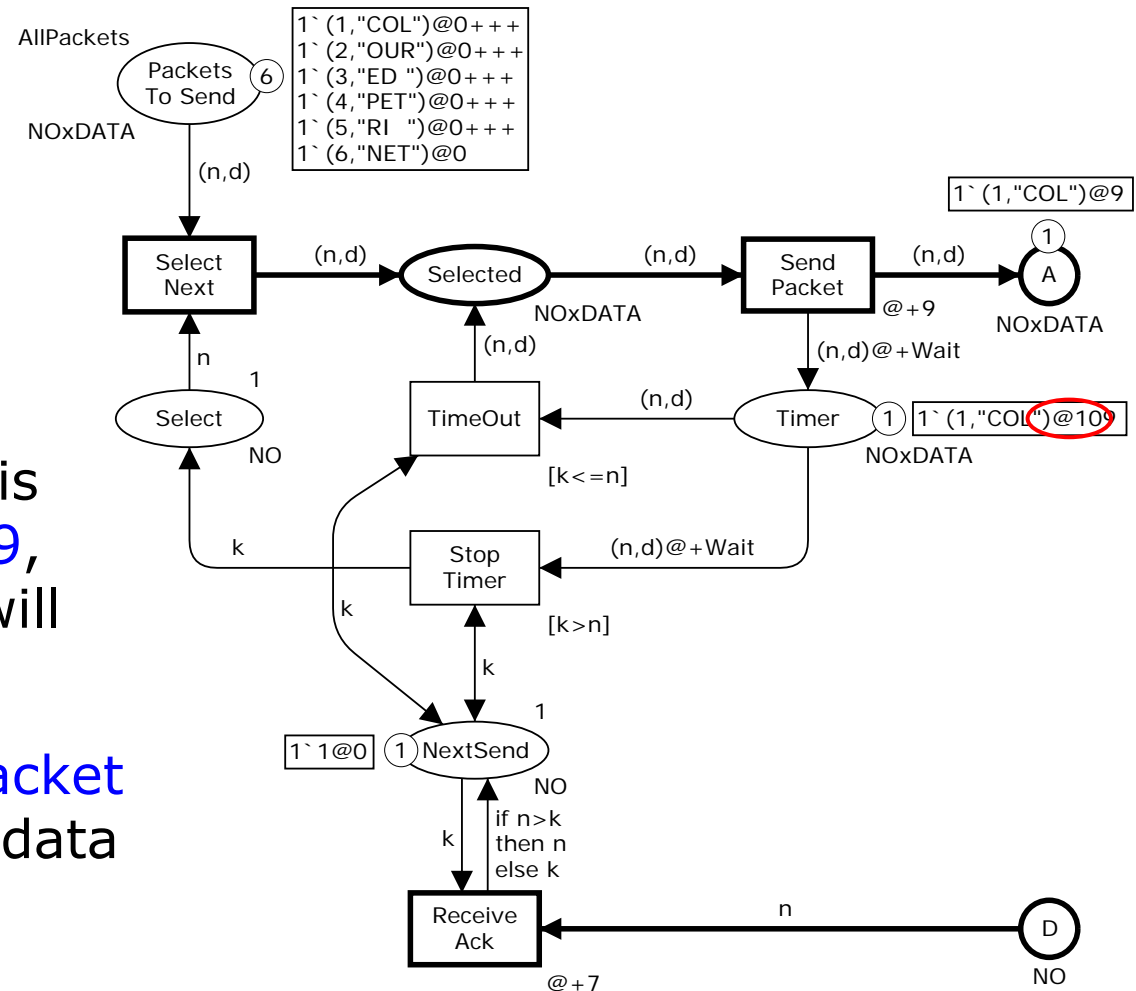 AllPackets
Packets
To Send
6
NOxDATA
1`(1,"COL")@0+++
1`(2,"OUR")@0+++
1`(3,"ED ")@0+++
1`(4,"PET")@0+++
1`(5,"RI  ")@0+++
1`(6,"NET")@0
(n,d)
1`(1,"COL")@9
1
A
NOxDATA
Select
Next
(n,d)
Selected
NOxDATA
(n,d)
Send
Packet
@+9
(n,d)
n
1
Select
NO
(n,d)
TimeOut
[k<=n]
(n,d)
(n,d)@+Wait
Timer
1
1`(1,"COL")@109
NOxDATA
is
9,
will
k
Stop
Timer
[k>n]
(n,d)@+Wait
k
k
1
1`1@0
1
NextSend
NO
acket
data
k
if n>k
then n
else k
Receive
Ack
@+7
n
D
NO